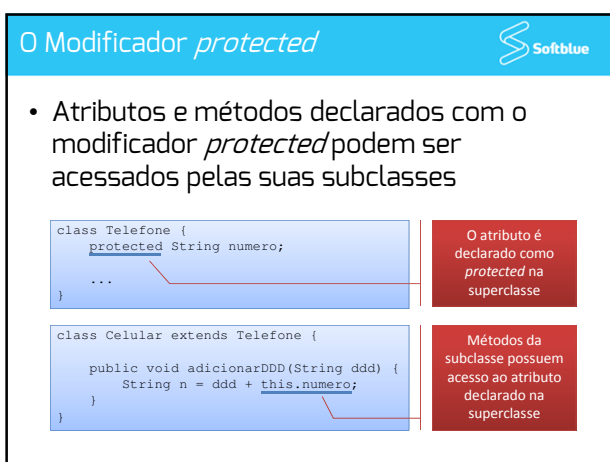 O Modificador protected
Softblue
• Atributos e métodos declarados com o
modificador protected podem ser
acessados pelas suas subclasses
class Telefone {
protected String numero;
...
}
O atributo é
declarado como
protected na
superclasse
class Celular extends Telefone {
public void adicionarDDD(String ddd) {
String n = ddd + this.numero;
}
}
Métodos da
subclasse possuem
acesso ao atributo
declarado na
superclasse